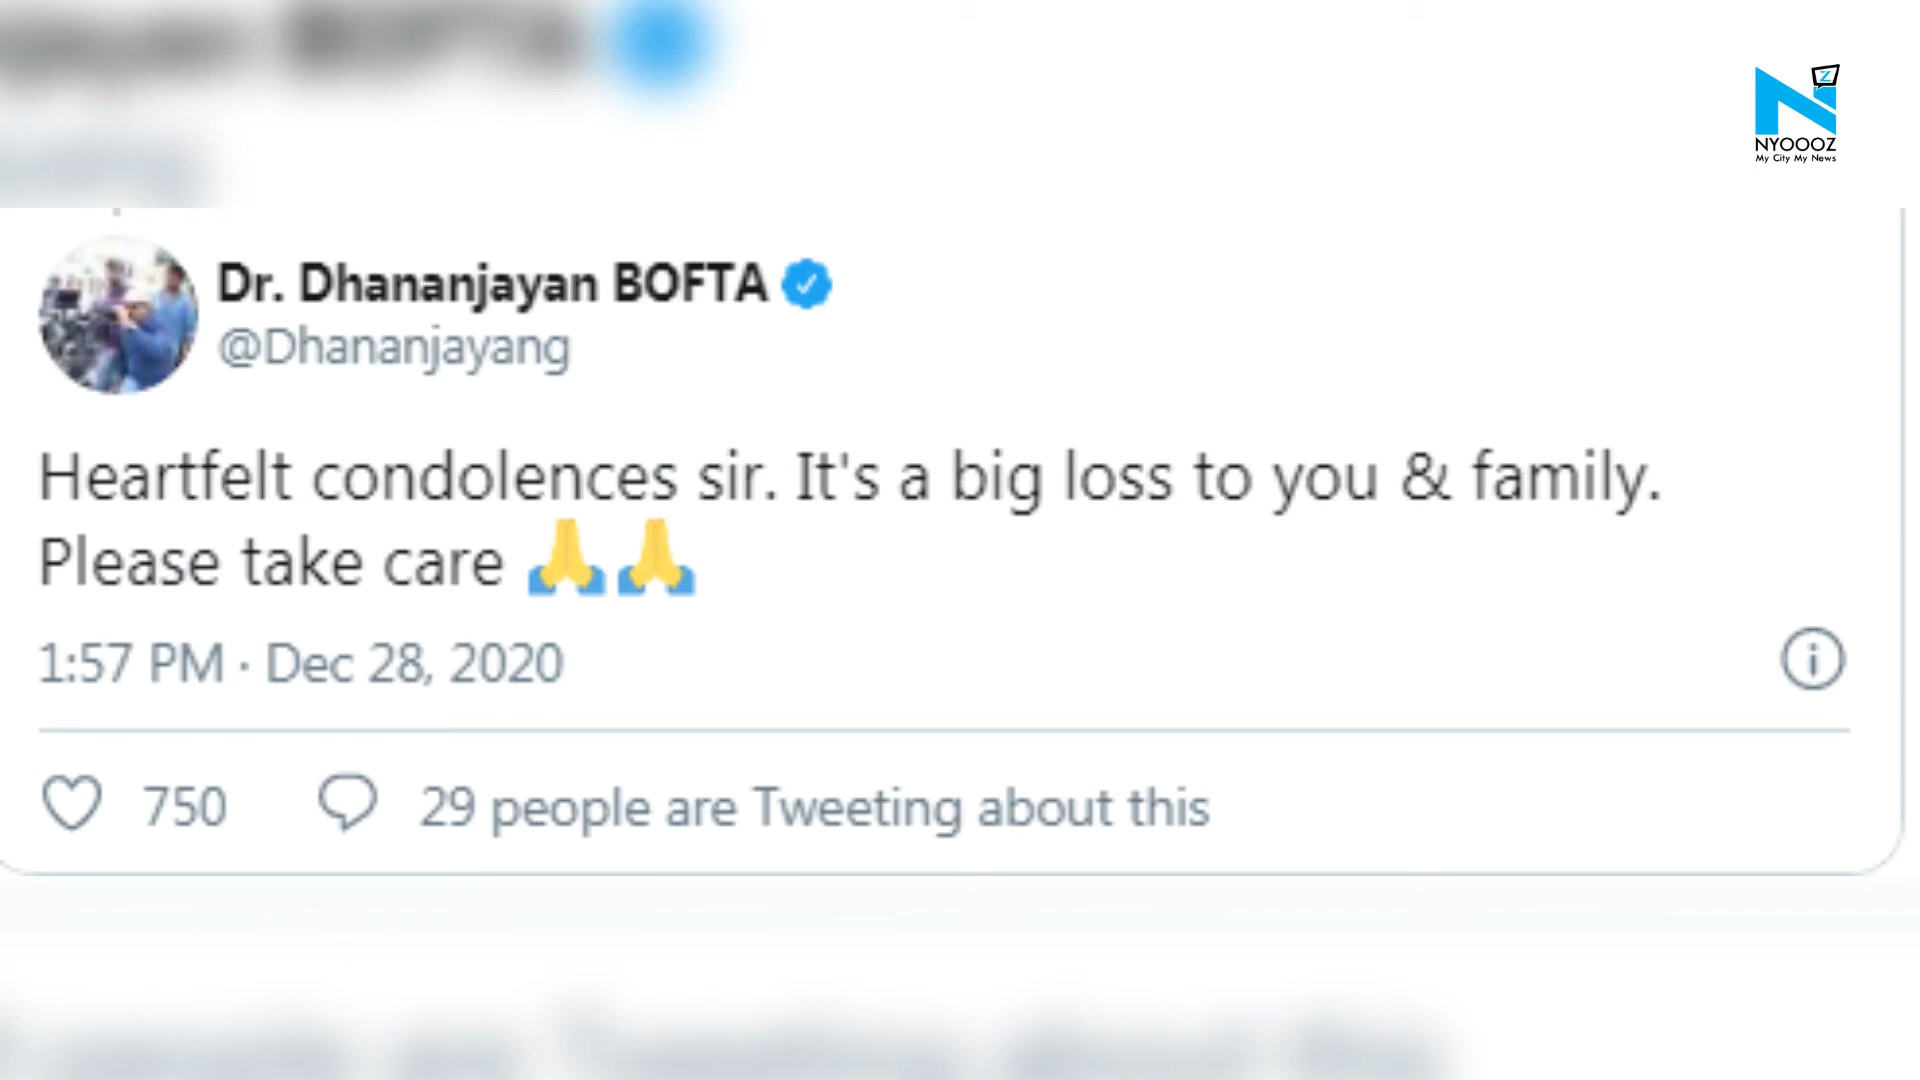 NYOOOZ
My City My News
Dr. Dhananjayan BOFTA
@Dhananjayang
Heartfelt condolences sir. It's a big loss to you & family.
Please take care 🙏🙏
1:57 PM · Dec 28, 2020
750 29 people are Tweeting about this